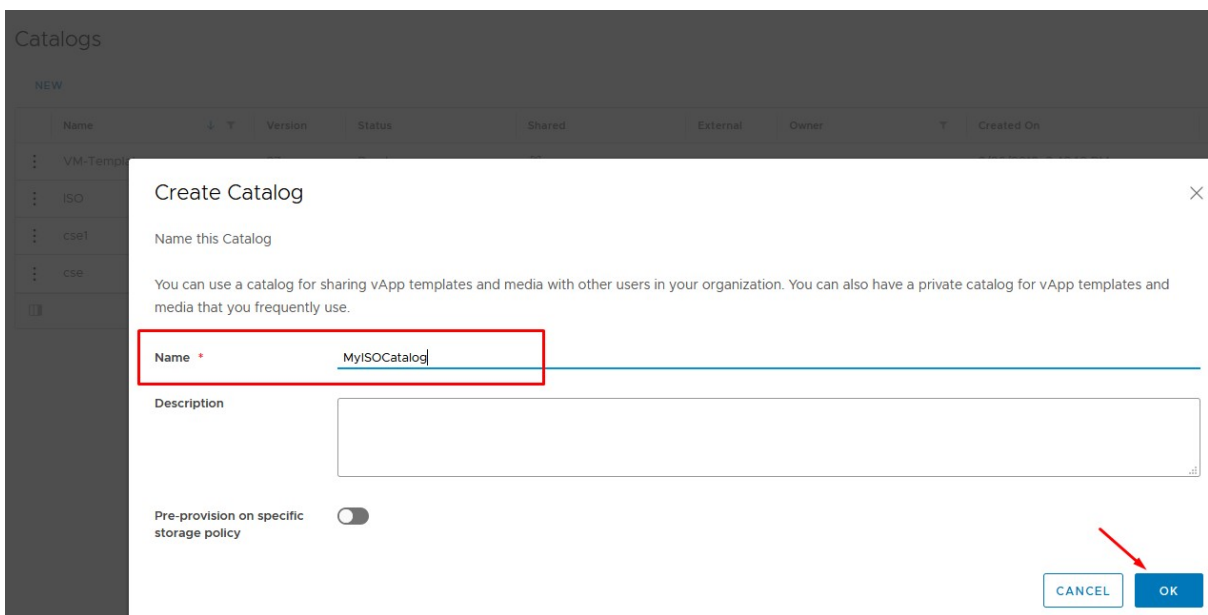 Catalogs
NEW
Name Version Status Shared External Owner Created On
VM-Templa
ISO
cse1
cse
Create Catalog
Name this Catalog
You can use a catalog for sharing vApp templates and media with other users in your organization. You can also have a private catalog for vApp templates and
media that you frequently use.
Name *
MyISOCatalog
Description
Pre-provision on specific
storage policy
CANCEL OK